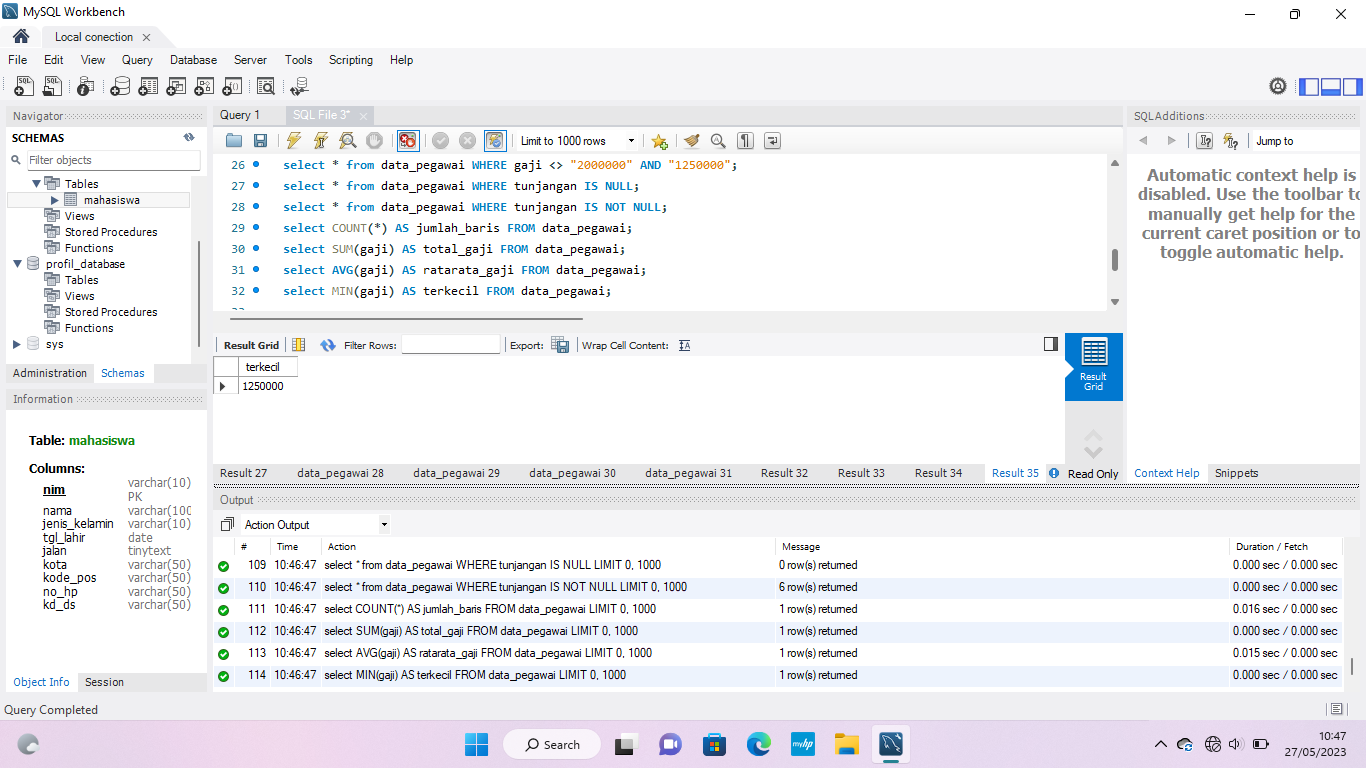 MySQL Workbench
Local conection
File Edit View Query Database Server Tools Scripting Help
Navigator
SCHEMAS
Filter objects
Tables
mahasiswa
Views
Stored Procedures
Functions
profil_database
Tables
Views
Stored Procedures
Functions
sys
Administration Schemas
Information
Table: mahasiswa
Columns:
nim varchar(10) PK
nama varchar(100
jenis_kelamin varchar(10)
tgl_lahir date
jalan tinytext
kota varchar(50)
kode_pos varchar(50)
no_hp varchar(50)
kd_ds varchar(50)
Object Info Session
Query 1 SQL File 3*
Limit to 1000 rows
26 select * from data_pegawai WHERE gaji <> "2000000" AND "1250000";
27 select * from data_pegawai WHERE tunjangan IS NULL;
28 select * from data_pegawai WHERE tunjangan IS NOT NULL;
29 select COUNT(*) AS jumlah_baris FROM data_pegawai;
30 select SUM(gaji) AS total_gaji FROM data_pegawai;
31 select AVG(gaji) AS ratarata_gaji FROM data_pegawai;
32 select MIN(gaji) AS terkecil FROM data_pegawai;
Result Grid Filter Rows: Export: Wrap Cell Content:
terkecil
1250000
Result Grid
Result 27 data_pegawai 28 data_pegawai 29 data_pegawai 30 data_pegawai 31 Result 32 Result 33 Result 34 Result 35 Read Only
SQLAdditions
Jump to
Automatic context help is
disabled. Use the toolbar to
manually get help for the
current caret position or to
toggle automatic help.
Context Help Snippets
Output
Action Output
# Time Action Message Duration / Fetch
109 10:46:47 select * from data_pegawai WHERE tunjangan IS NULL LIMIT 0, 1000 0 row(s) returned 0.000 sec / 0.000 sec
110 10:46:47 select * from data_pegawai WHERE tunjangan IS NOT NULL LIMIT 0, 1000 6 row(s) returned 0.000 sec / 0.000 sec
111 10:46:47 select COUNT(*) AS jumlah_baris FROM data_pegawai LIMIT 0, 1000 1 row(s) returned 0.016 sec / 0.000 sec
112 10:46:47 select SUM(gaji) AS total_gaji FROM data_pegawai LIMIT 0, 1000 1 row(s) returned 0.000 sec / 0.000 sec
113 10:46:47 select AVG(gaji) AS ratarata_gaji FROM data_pegawai LIMIT 0, 1000 1 row(s) returned 0.015 sec / 0.000 sec
114 10:46:47 select MIN(gaji) AS terkecil FROM data_pegawai LIMIT 0, 1000 1 row(s) returned 0.000 sec / 0.000 sec
Query Completed
Search
myhp
10:47
27/05/2023